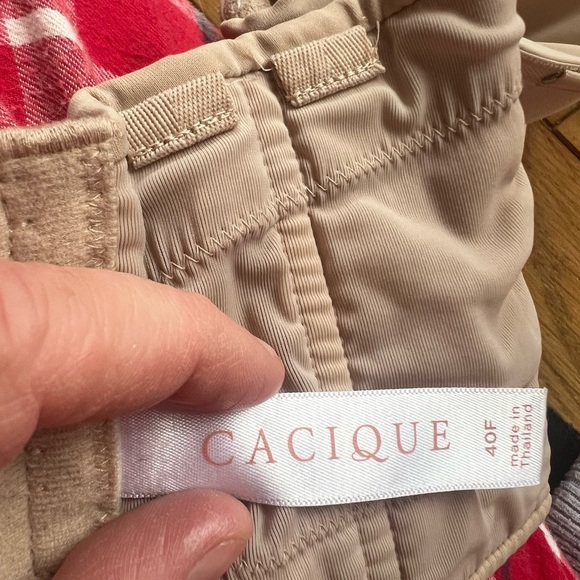 CACIQUE
40F
made in
Thailand